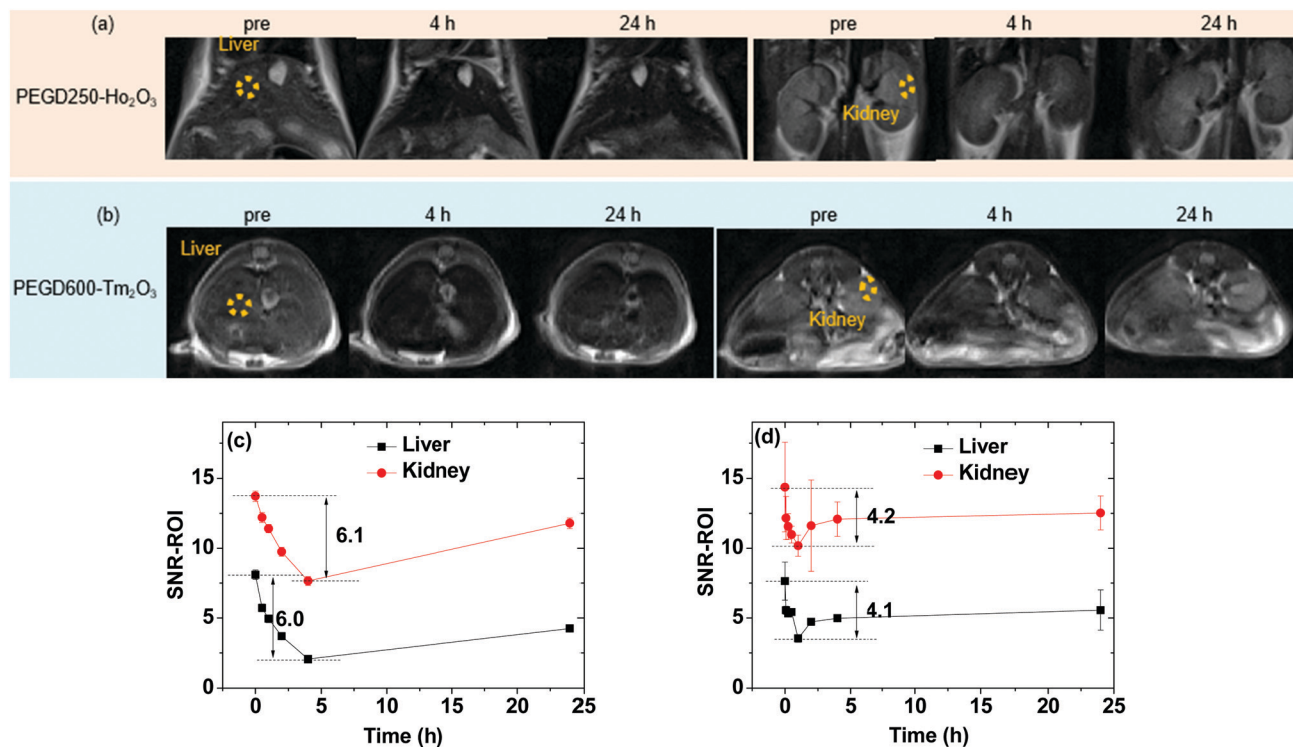 (a) pre 4 h 24 h pre 4 h 24 h
Liver
PEGD250-Ho₂O₃
Kidney
(b) pre 4 h 24 h pre 4 h 24 h
Liver
PEGD600-Tm₂O₃
Kidney
(c)
Liver
Kidney
SNR-ROI
15
10
5
0
6.1
6.0
0 5 10 15 20 25
Time (h)
(d)
Liver
Kidney
SNR-ROI
15
10
5
0
4.2
4.1
0 5 10 15 20 25
Time (h)